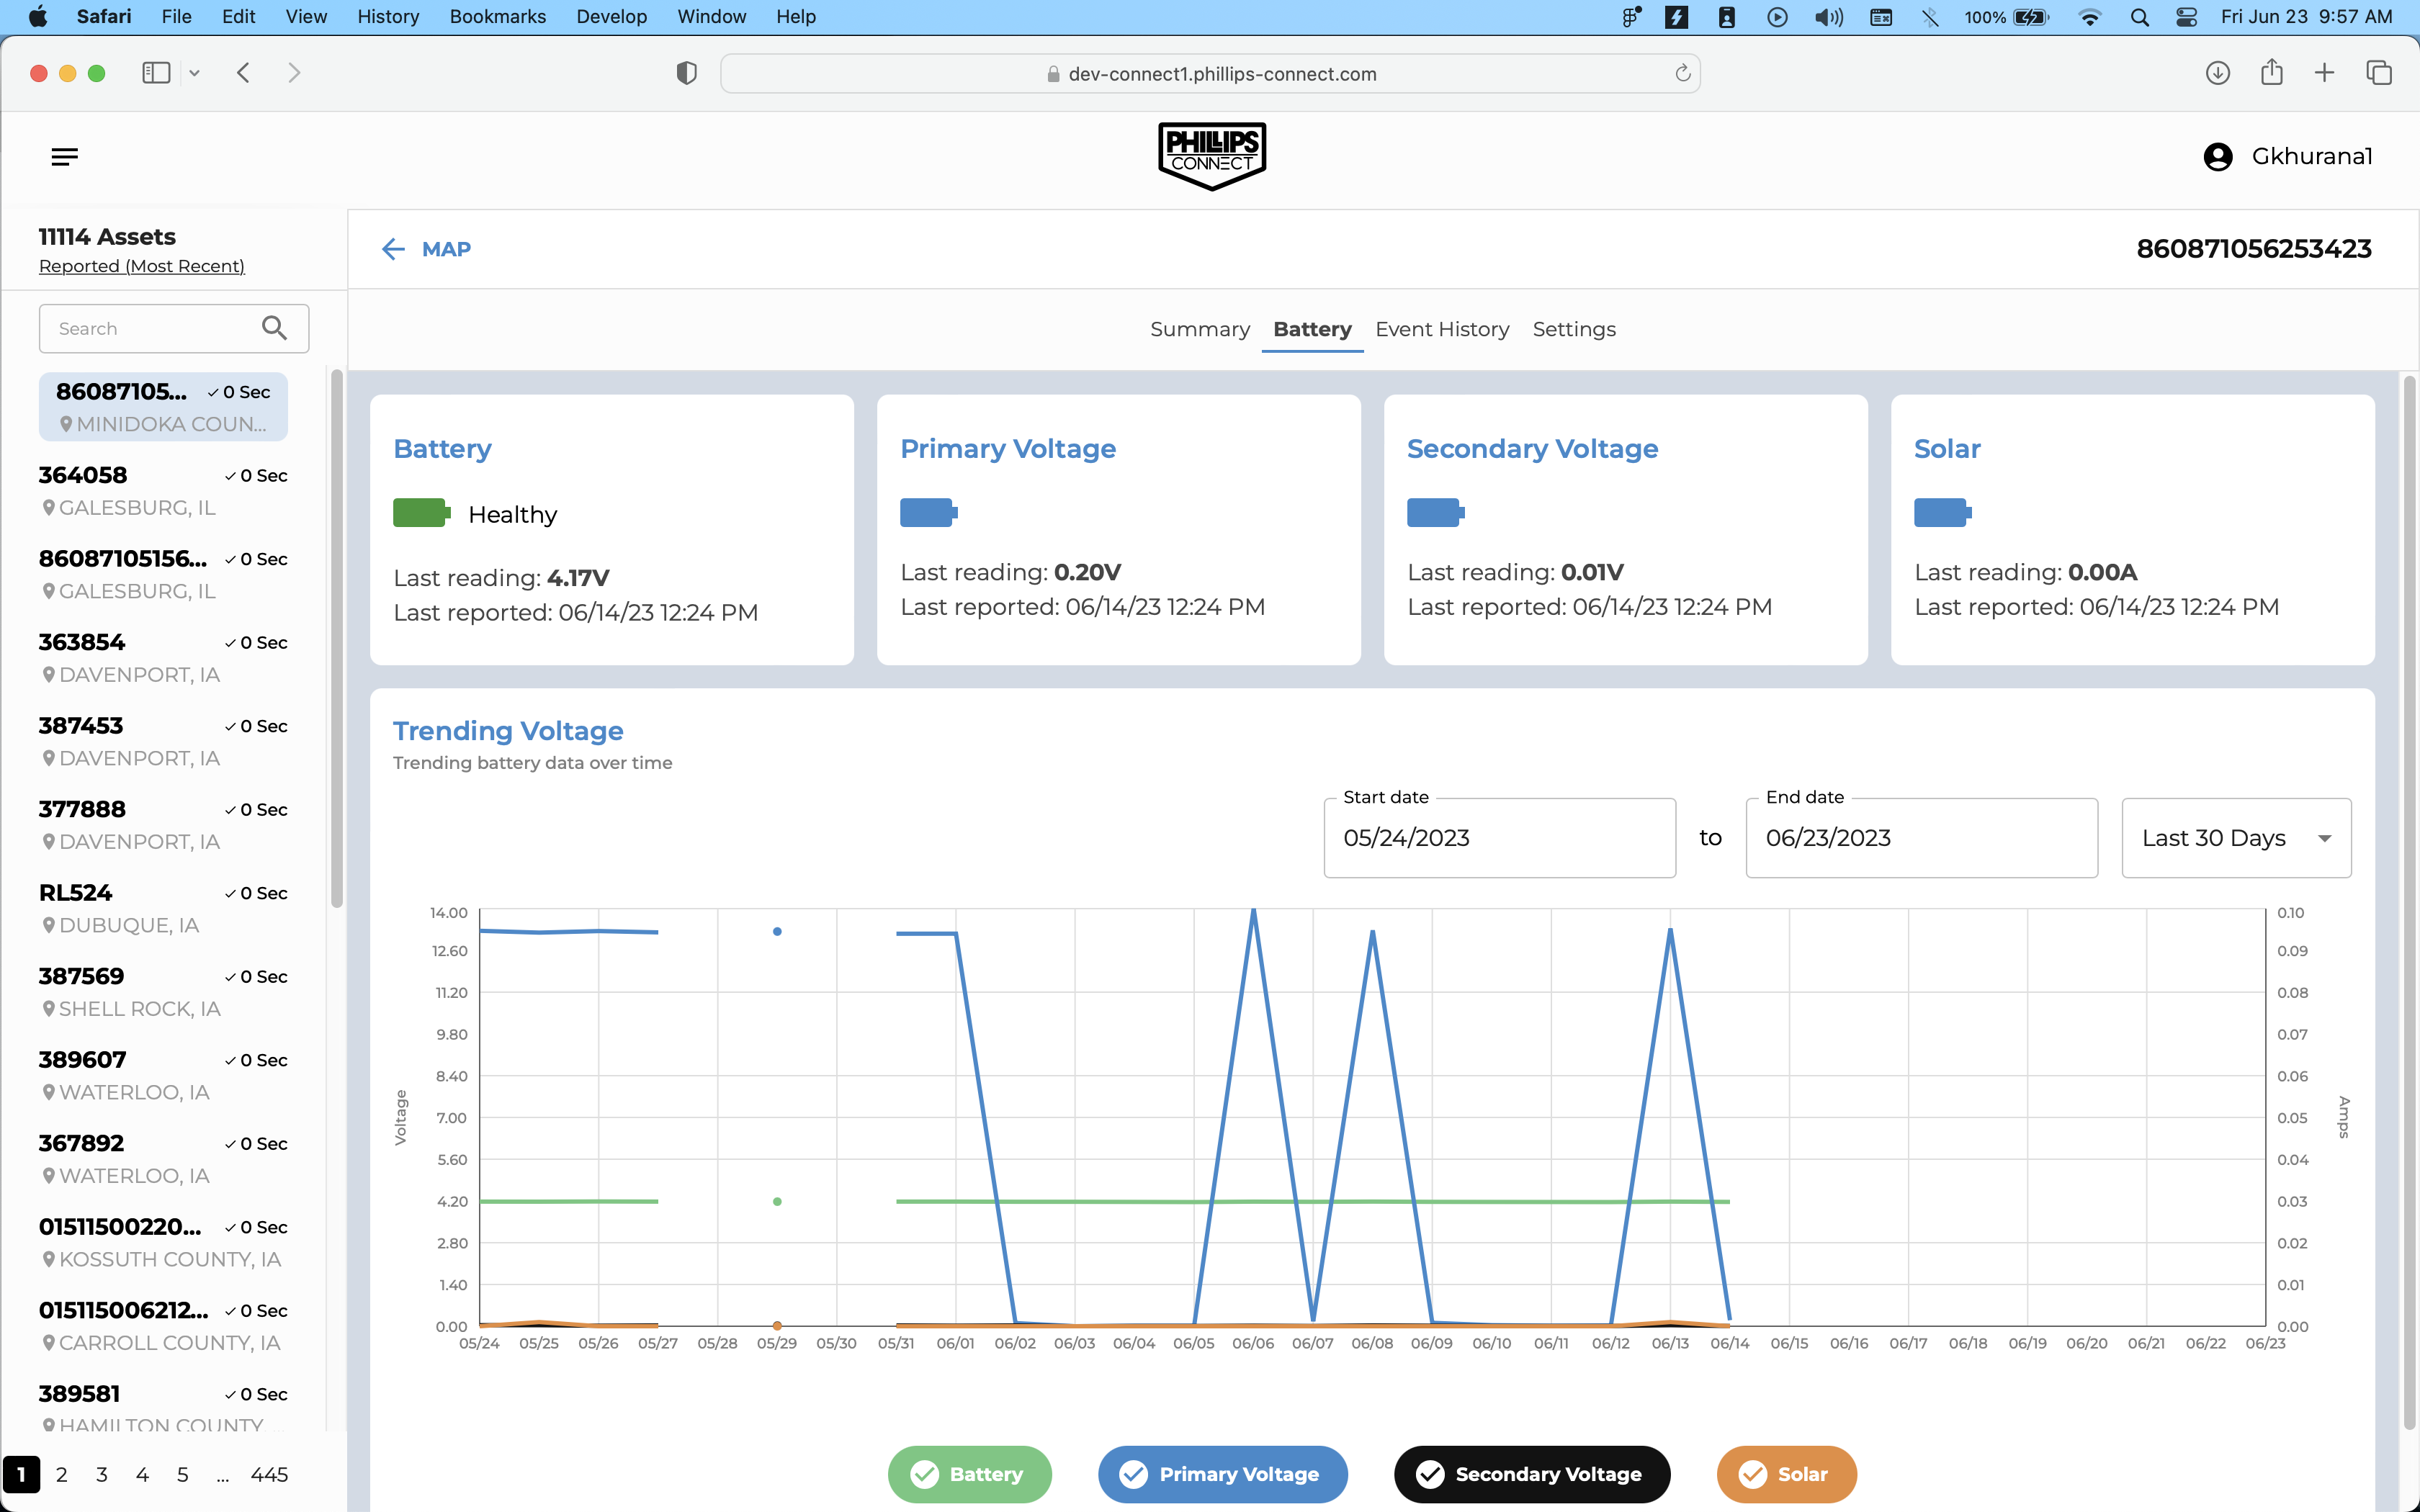 Safari File Edit View History Bookmarks Develop Window Help 100% Fri Jun 23 9:57 AM
dev-connect1.phillips-connect.com
PHILLIPS
CONNECT
Gkhurana1
11114 Assets
Reported (Most Recent)
Search
86087105... 0 Sec
MINIDOKA COUN...
364058 0 Sec
GALESBURG, IL
86087105156... 0 Sec
GALESBURG, IL
363854 0 Sec
DAVENPORT, IA
387453 0 Sec
DAVENPORT, IA
377888 0 Sec
DAVENPORT, IA
RL524 0 Sec
DUBUQUE, IA
387569 0 Sec
SHELL ROCK, IA
389607 0 Sec
WATERLOO, IA
367892 0 Sec
WATERLOO, IA
01511500220... 0 Sec
KOSSUTH COUNTY, IA
015115006212... 0 Sec
CARROLL COUNTY, IA
389581 0 Sec
HAMILTON COUNTY, ...
1 2 3 4 5 ... 445
MAP
860871056253423
Summary Battery Event History Settings
Battery
Healthy
Last reading: 4.17V
Last reported: 06/14/23 12:24 PM
Primary Voltage
Last reading: 0.20V
Last reported: 06/14/23 12:24 PM
Secondary Voltage
Last reading: 0.01V
Last reported: 06/14/23 12:24 PM
Solar
Last reading: 0.00A
Last reported: 06/14/23 12:24 PM
Trending Voltage
Trending battery data over time
Start date
05/24/2023
to
End date
06/23/2023
Last 30 Days
Voltage
14.00
12.60
11.20
9.80
8.40
7.00
5.60
4.20
2.80
1.40
0.00
0.10
0.09
0.08
0.07
0.06
0.05
0.04
0.03
0.02
0.01
0.00
Amps
05/24 05/25 05/26 05/27 05/28 05/29 05/30 05/31 06/01 06/02 06/03 06/04 06/05 06/06 06/07 06/08 06/09 06/10 06/11 06/12 06/13 06/14 06/15 06/16 06/17 06/18 06/19 06/20 06/21 06/22 06/23
Battery Primary Voltage Secondary Voltage Solar